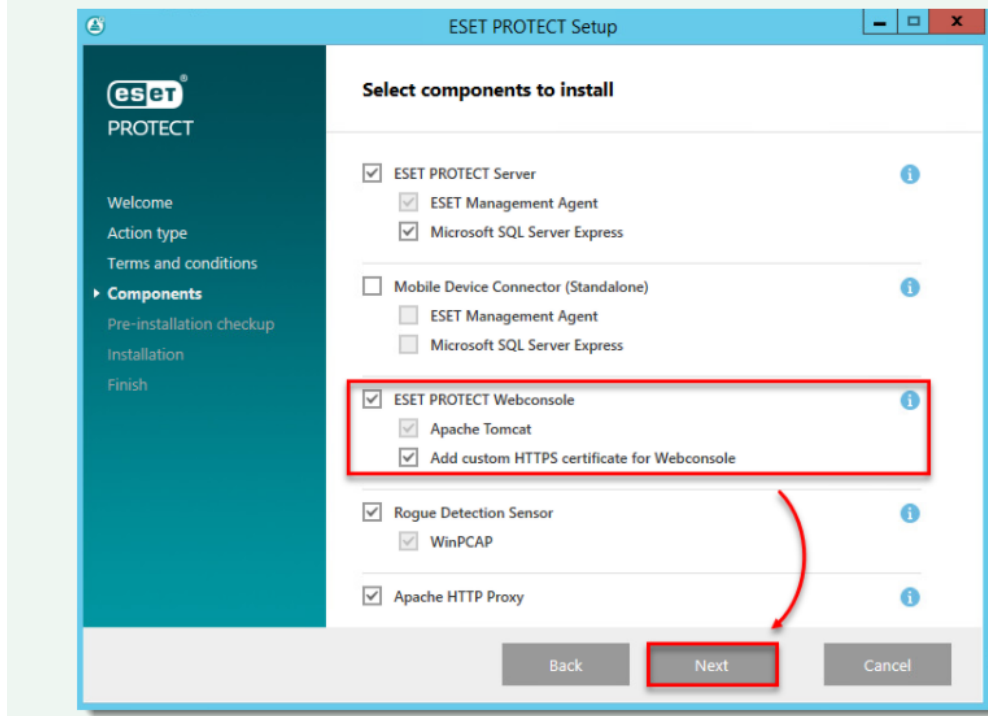 ESET PROTECT Setup
eset®
PROTECT
Welcome
Action type
Terms and conditions
Components
Pre-installation checkup
Installation
Finish
Select components to install
ESET PROTECT Server
ESET Management Agent
Microsoft SQL Server Express
Mobile Device Connector (Standalone)
ESET Management Agent
Microsoft SQL Server Express
ESET PROTECT Webconsole
Apache Tomcat
Add custom HTTPS certificate for Webconsole
Rogue Detection Sensor
WinPCAP
Apache HTTP Proxy
Back Next Cancel